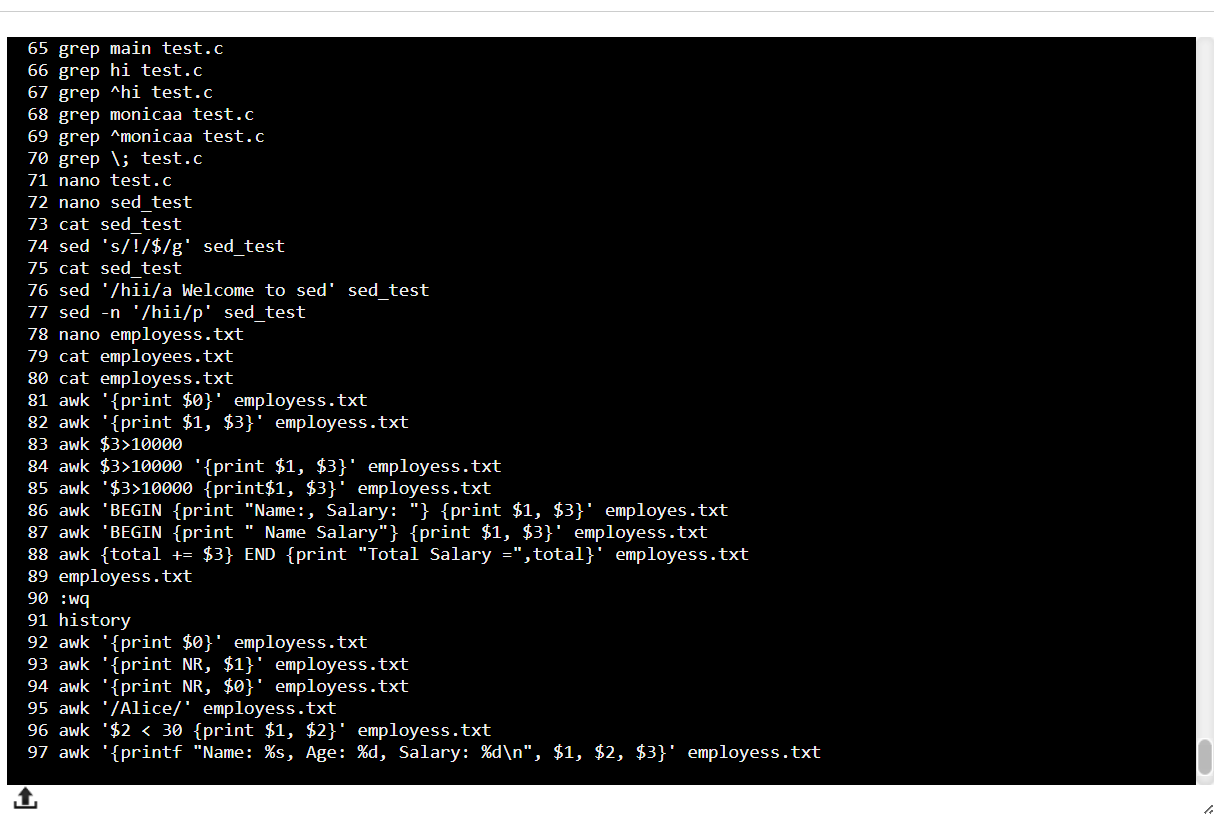 65 grep main test.c
66 grep hi test.c
67 grep ^hi test.c
68 grep monicaa test.c
69 grep ^monicaa test.c
70 grep \; test.c
71 nano test.c
72 nano sed_test
73 cat sed_test
74 sed 's/!/$/g' sed_test
75 cat sed_test
76 sed '/hii/a Welcome to sed' sed_test
77 sed -n '/hii/p' sed_test
78 nano employess.txt
79 cat employees.txt
80 cat employess.txt
81 awk '{print $0}' employess.txt
82 awk '{print $1, $3}' employess.txt
83 awk $3>10000
84 awk $3>10000 '{print $1, $3}' employess.txt
85 awk '$3>10000 {print$1, $3}' employess.txt
86 awk 'BEGIN {print "Name:, Salary: "} {print $1, $3}' employes.txt
87 awk 'BEGIN {print " Name Salary"} {print $1, $3}' employess.txt
88 awk {total += $3} END {print "Total Salary =",total}' employess.txt
89 employess.txt
90 :wq
91 history
92 awk '{print $0}' employess.txt
93 awk '{print NR, $1}' employess.txt
94 awk '{print NR, $0}' employess.txt
95 awk '/Alice/' employess.txt
96 awk '$2 < 30 {print $1, $2}' employess.txt
97 awk '{printf "Name: %s, Age: %d, Salary: %d\n", $1, $2, $3}' employess.txt